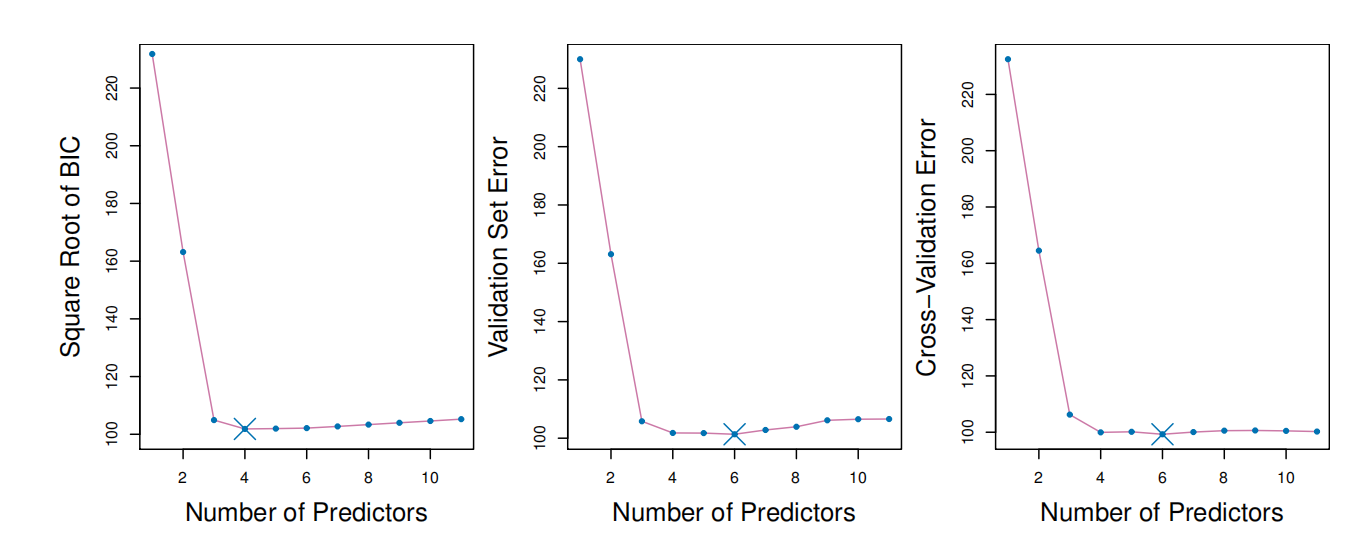 Square Root of BIC
100 120 140 160 180 200 220
2 4 6 8 10
Number of Predictors
Validation Set Error
100 120 140 160 180 200 220
2 4 6 8 10
Number of Predictors
Cross−Validation Error
100 120 140 160 180 200 220
2 4 6 8 10
Number of Predictors